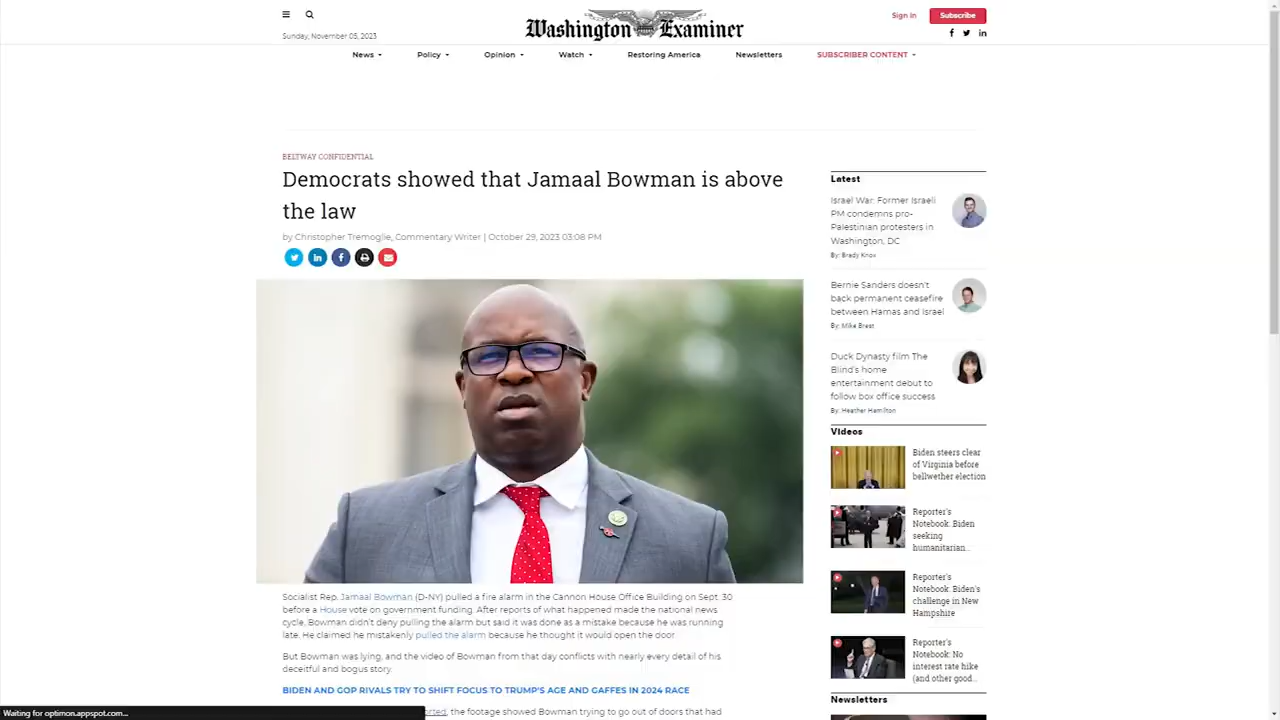 Washington Examiner
Sign in
Subscribe
Sunday, November 05, 2023
News
Policy
Opinion
Watch
Restoring America
Newsletters
SUBSCRIBER CONTENT
BELTWAY CONFIDENTIAL
Democrats showed that Jamaal Bowman is above
the law
by Christopher Tremoglie, Commentary Writer | October 29, 2023 03:08 PM
Socialist Rep. Jamaal Bowman (D-NY) pulled a fire alarm in the Cannon House Office Building on Sept. 30
before a House vote on government funding. After reports of what happened made the national news
cycle, Bowman didn't deny pulling the alarm but said it was done as a mistake because he was running
late. He claimed he mistakenly pulled the alarm because he thought it would open the door
But Bowman was lying, and the video of Bowman from that day conflicts with nearly every detail of his
deceitful and bogus story.
BIDEN AND GOP RIVALS TRY TO SHIFT FOCUS TO TRUMP'S AGE AND GAFFES IN 2024 RACE
the footage showed Bowman trying to go out of doors that had
Waiting for optimon.appspot.com...
Latest
Israel War: Former Israeli
PM condemns pro-
Palestinian protesters in
Washington, DC
By: Brady Knox
Bernie Sanders doesn't
back permanent ceasefire
between Hamas and Israel
By: Mike Brest
Duck Dynasty film The
Blind's home
entertainment debut to
follow box office success
By: Heather Hamilton
Videos
Biden steers clear
of Virginia before
bellwether election
Reporter's
Notebook: Biden
seeking
humanitarian...
Reporter's
Notebook: Biden's
challenge in New
Hampshire
Reporter's
Notebook: No
interest rate hike
(and other good...
Newsletters